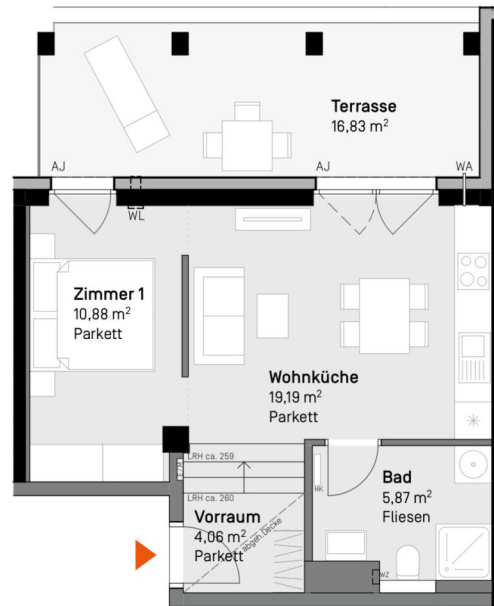 Terrasse
16,83 m²
AJ
AJ
WA
WL
Zimmer 1
10,88 m²
Parkett
Wohnküche
19,19 m²
Parkett
LRH ca. 259
E/M
LRH ca. 260
HK
Bad
5,87 m²
Fliesen
Vorraum
4,06 m²
Parkett
abgeh.Decke
WZ